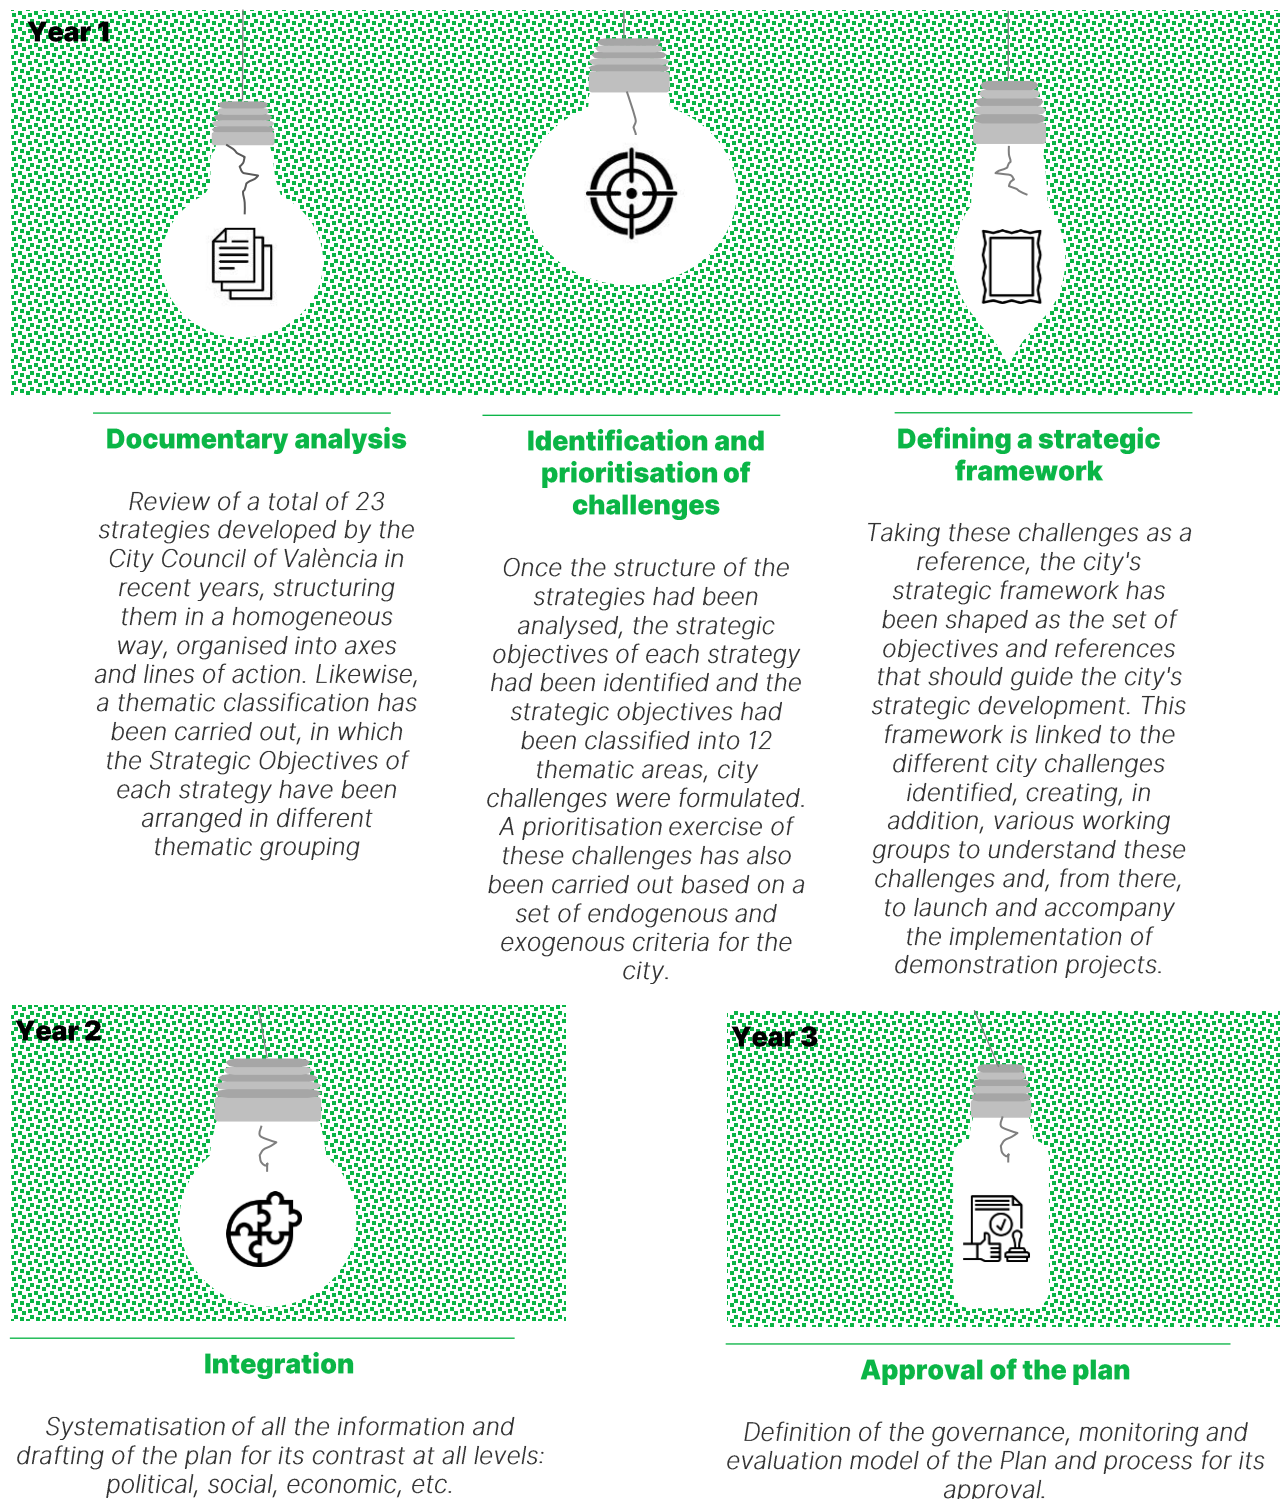 Year 1
Documentary analysis
Review of a total of 23
strategies developed by the
City Council of València in
recent years, structuring
them in a homogeneous
way, organised into axes
and lines of action. Likewise,
a thematic classification has
been carried out, in which
the Strategic Objectives of
each strategy have been
arranged in different
thematic grouping
Identification and
prioritisation of
challenges
Once the structure of the
strategies had been
analysed, the strategic
objectives of each strategy
had been identified and the
strategic objectives had
been classified into 12
thematic areas, city
challenges were formulated.
A prioritisation exercise of
these challenges has also
been carried out based on a
set of endogenous and
exogenous criteria for the
city.
Defining a strategic
framework
Taking these challenges as a
reference, the city's
strategic framework has
been shaped as the set of
objectives and references
that should guide the city's
strategic development. This
framework is linked to the
different city challenges
identified, creating, in
addition, various working
groups to understand these
challenges and, from there,
to launch and accompany
the implementation of
demonstration projects.
Year 2
Integration
Systematisation of all the information and
drafting of the plan for its contrast at all levels:
political, social, economic, etc.
Year 3
Approval of the plan
Definition of the governance, monitoring and
evaluation model of the Plan and process for its
approval.